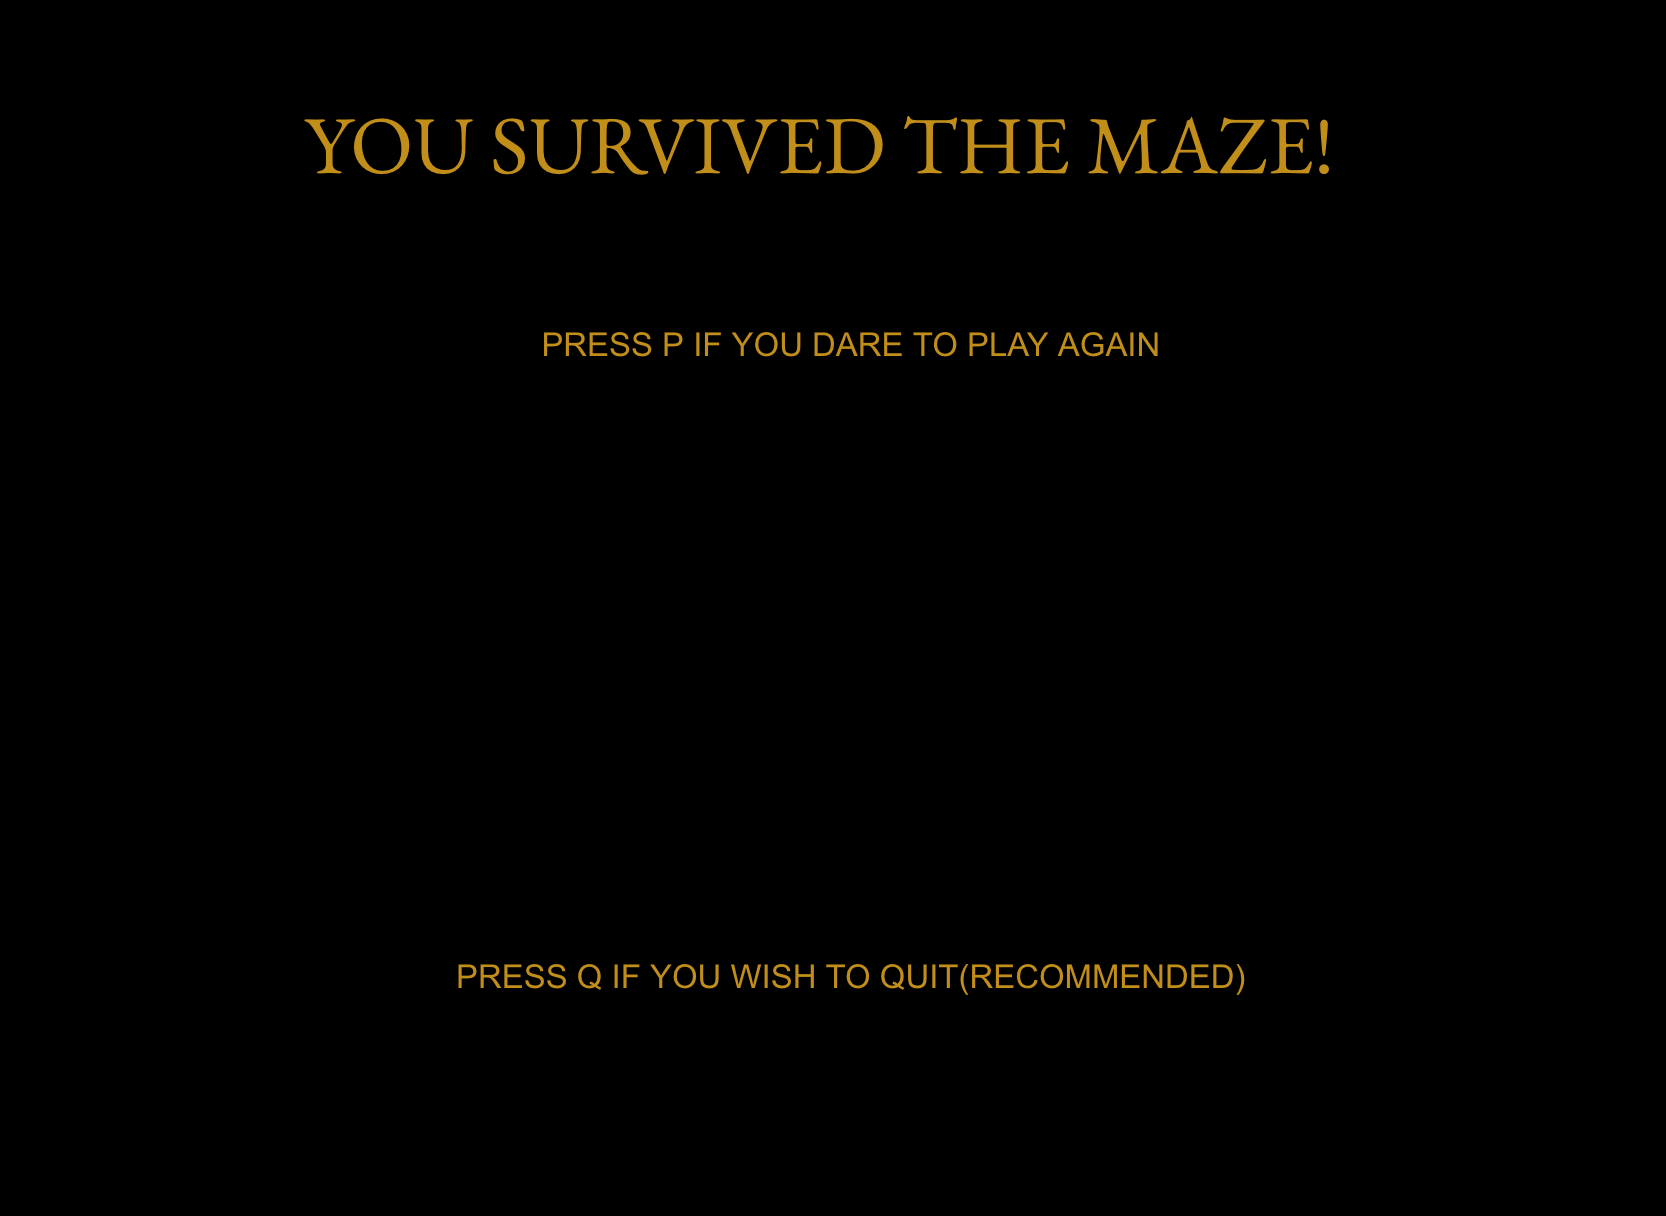 YOU SURVIVED THE MAZE!
PRESS P IF YOU DARE TO PLAY AGAIN
PRESS Q IF YOU WISH TO QUIT(RECOMMENDED)